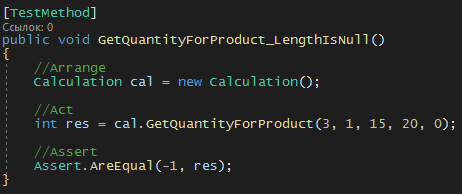 [TestMethod]
Ссылок: 0
public void GetQuantityForProduct_LengthIsNull()
{
//Arrange
Calculation cal = new Calculation();
//Act
int res = cal.GetQuantityForProduct(3, 1, 15, 20, 0);
//Assert
Assert.AreEqual(-1, res);
}